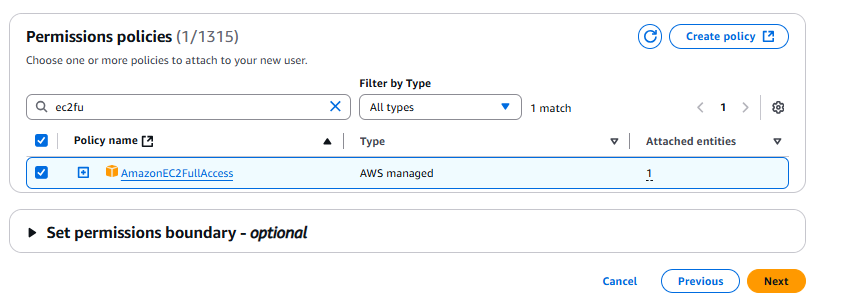 Permissions policies (1/1315)
Create policy
Choose one or more policies to attach to your new user.
Filter by Type
ec2fu
All types
1 match
1
Policy name
Type
Attached entities
AmazonEC2FullAccess
AWS managed
1
Set permissions boundary - optional
Cancel
Previous
Next